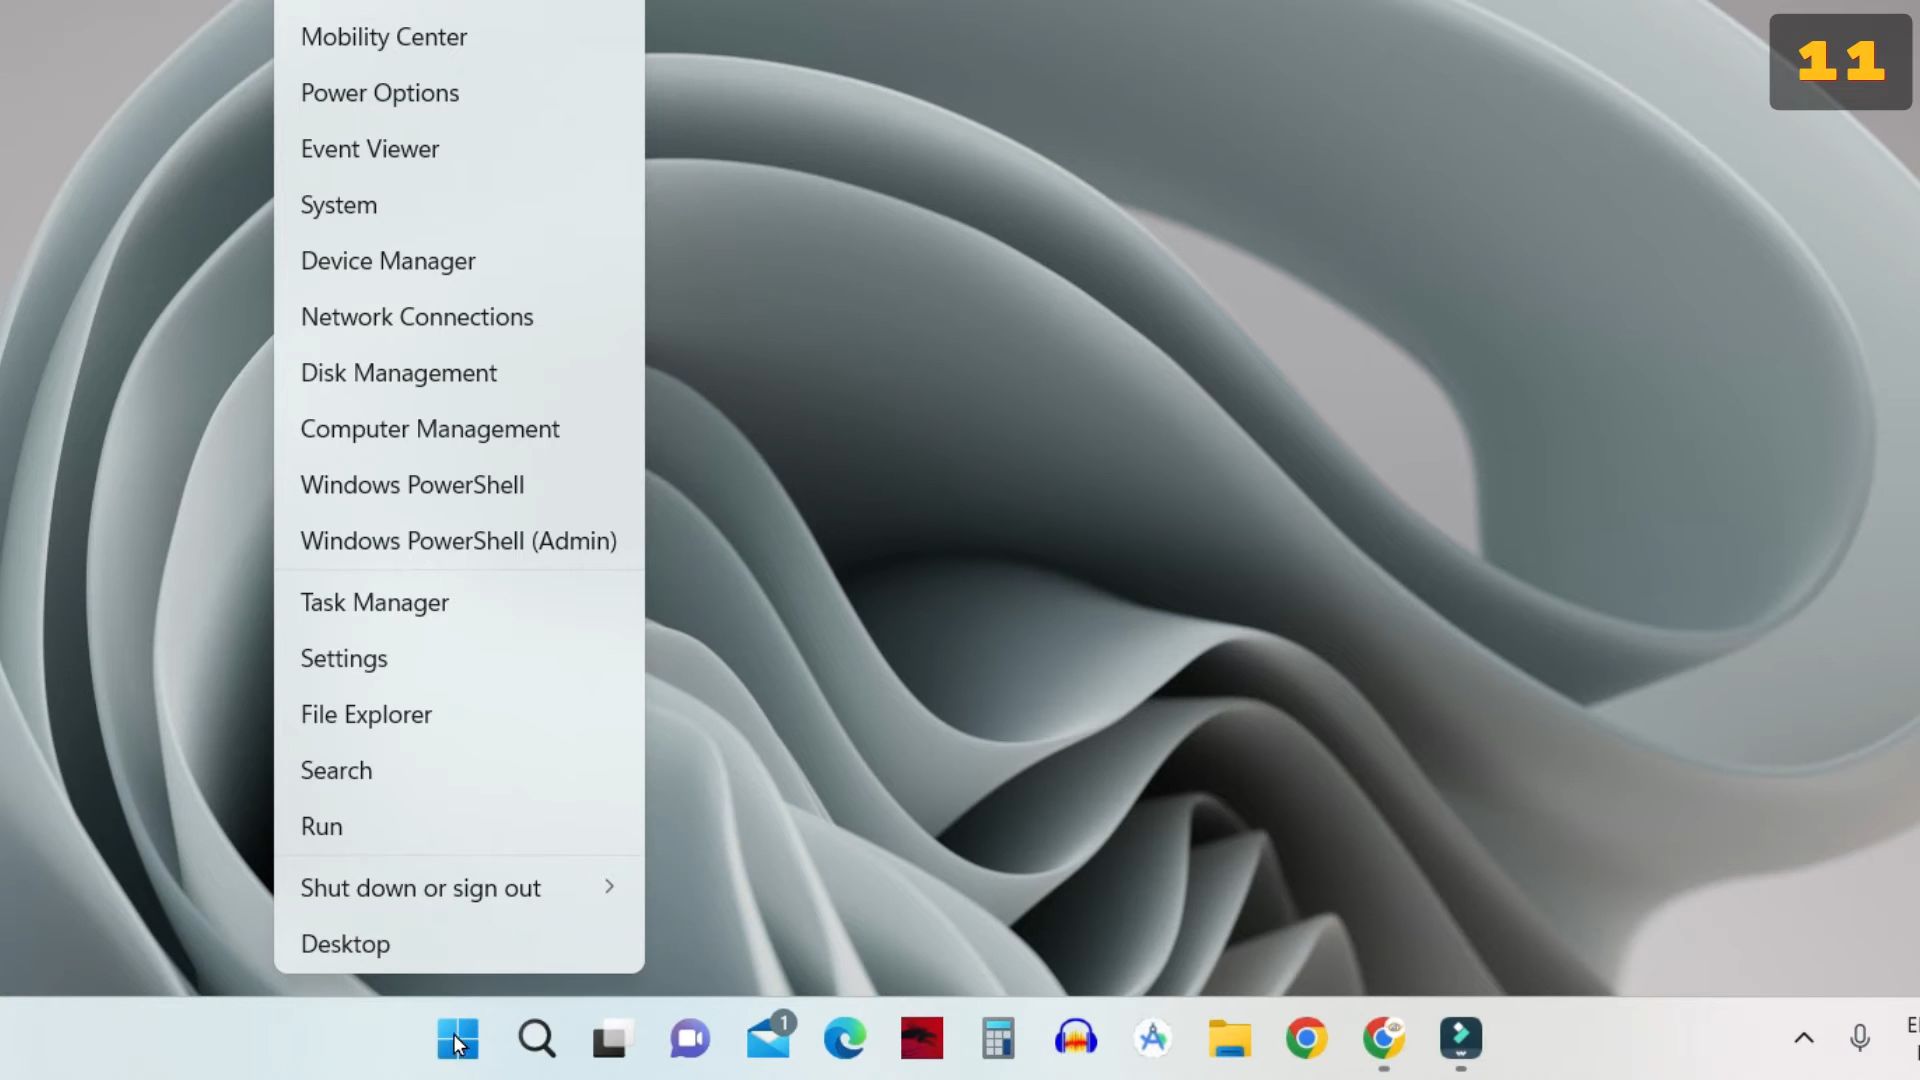 Mobility Center
11
Power Options
Event Viewer
System
Device Manager
Network Connections
Disk Management
Computer Management
Windows PowerShell
Windows PowerShell (Admin)
Task Manager
Settings
File Explorer
Search
Run
Shut down or sign out
Desktop
1